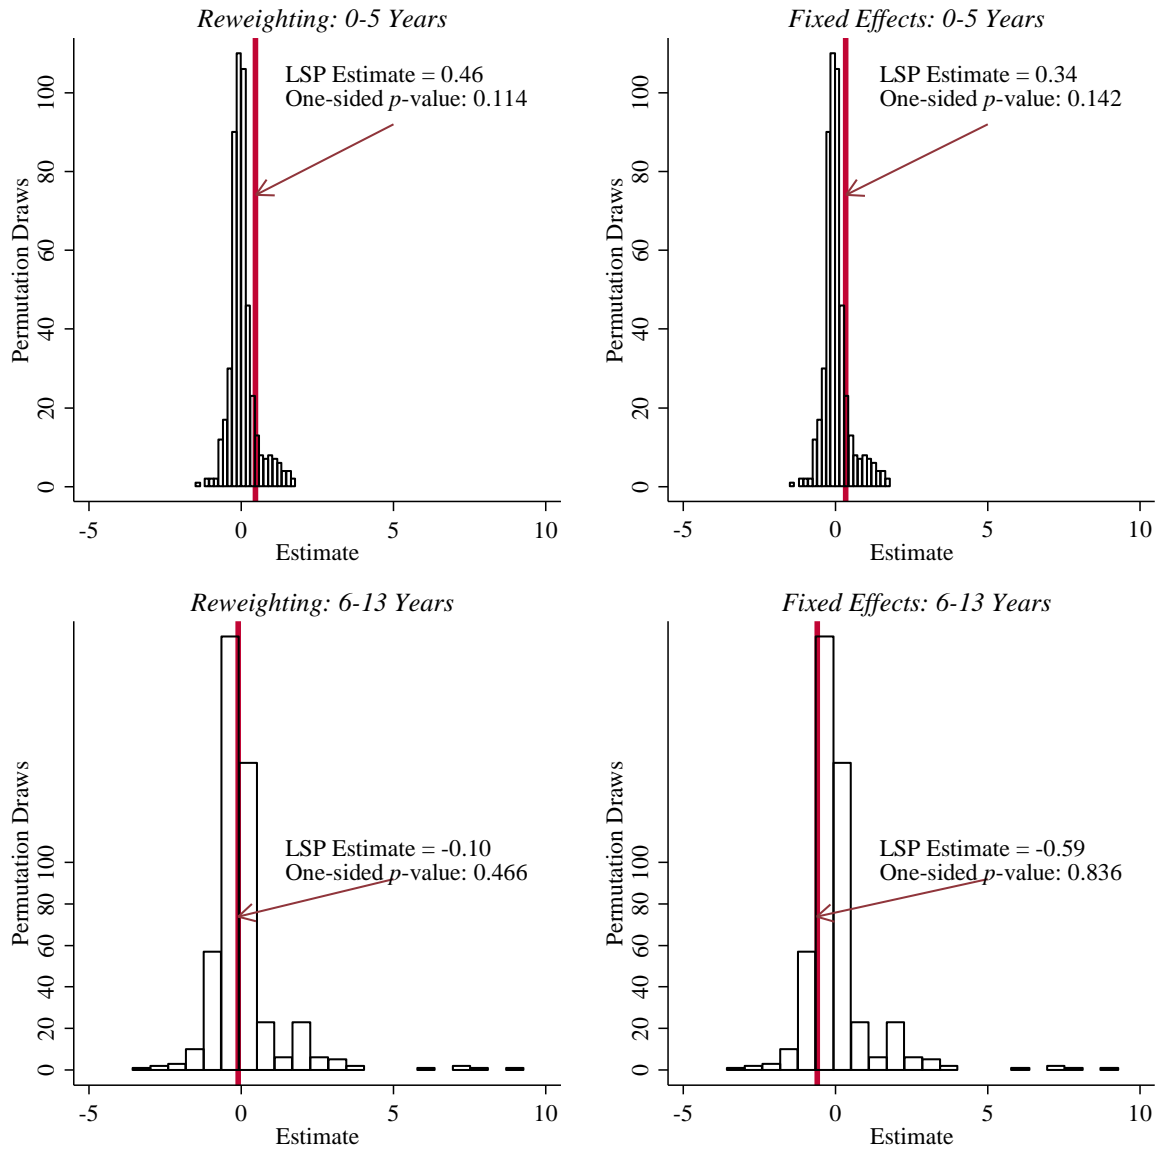 Reweighting: 0-5 Years
LSP Estimate = 0.46
One-sided p-value: 0.114
Permutation Draws
0
20
40
60
80
100
-5
0
5
10
Estimate
Fixed Effects: 0-5 Years
LSP Estimate = 0.34
One-sided p-value: 0.142
Permutation Draws
0
20
40
60
80
100
-5
0
5
10
Estimate
Reweighting: 6-13 Years
LSP Estimate = -0.10
One-sided p-value: 0.466
Permutation Draws
0
20
40
60
80
100
-5
0
5
10
Estimate
Fixed Effects: 6-13 Years
LSP Estimate = -0.59
One-sided p-value: 0.836
Permutation Draws
0
20
40
60
80
100
-5
0
5
10
Estimate